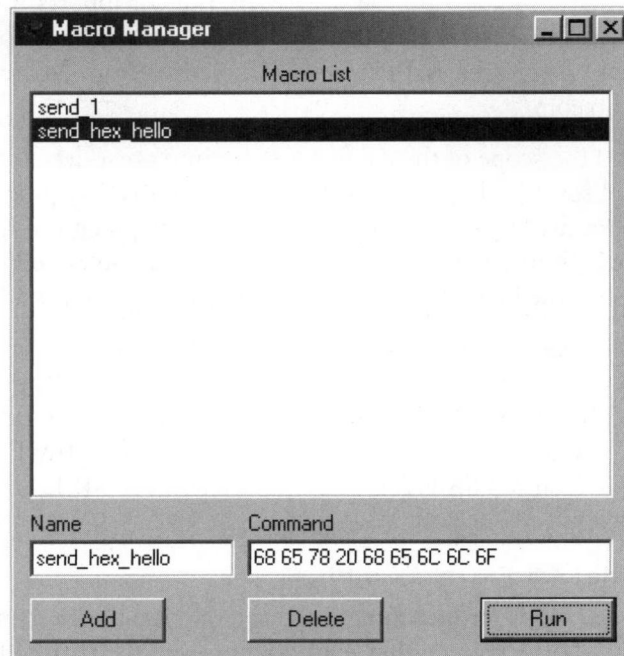 Macro Manager
Macro List
send_1
send_hex_hello
Name
Command
send_hex_hello
68 65 78 20 68 65 6C 6C 6F
Add
Delete
Run